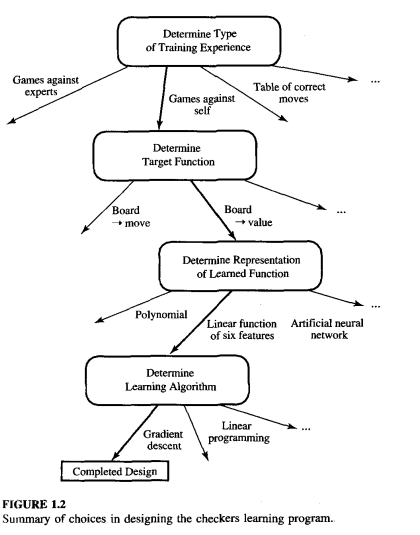 Determine Type
of Training Experience
Games against
experts
Games against
self
Table of correct
moves
...
Determine
Target Function
Board
→ move
Board
→ value
...
Determine Representation
of Learned Function
Polynomial
Linear function
of six features
Artificial neural
network
...
Determine
Learning Algorithm
Gradient
descent
Linear
programming
...
Completed Design
FIGURE 1.2
Summary of choices in designing the checkers learning program.